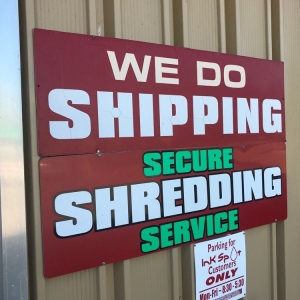 WE DO
SHIPPING
SECURE
SHREDDING
SERVICE
Parking for
Ink Spot
Customers
ONLY
Mon-Fri - 8:30 - 5:30